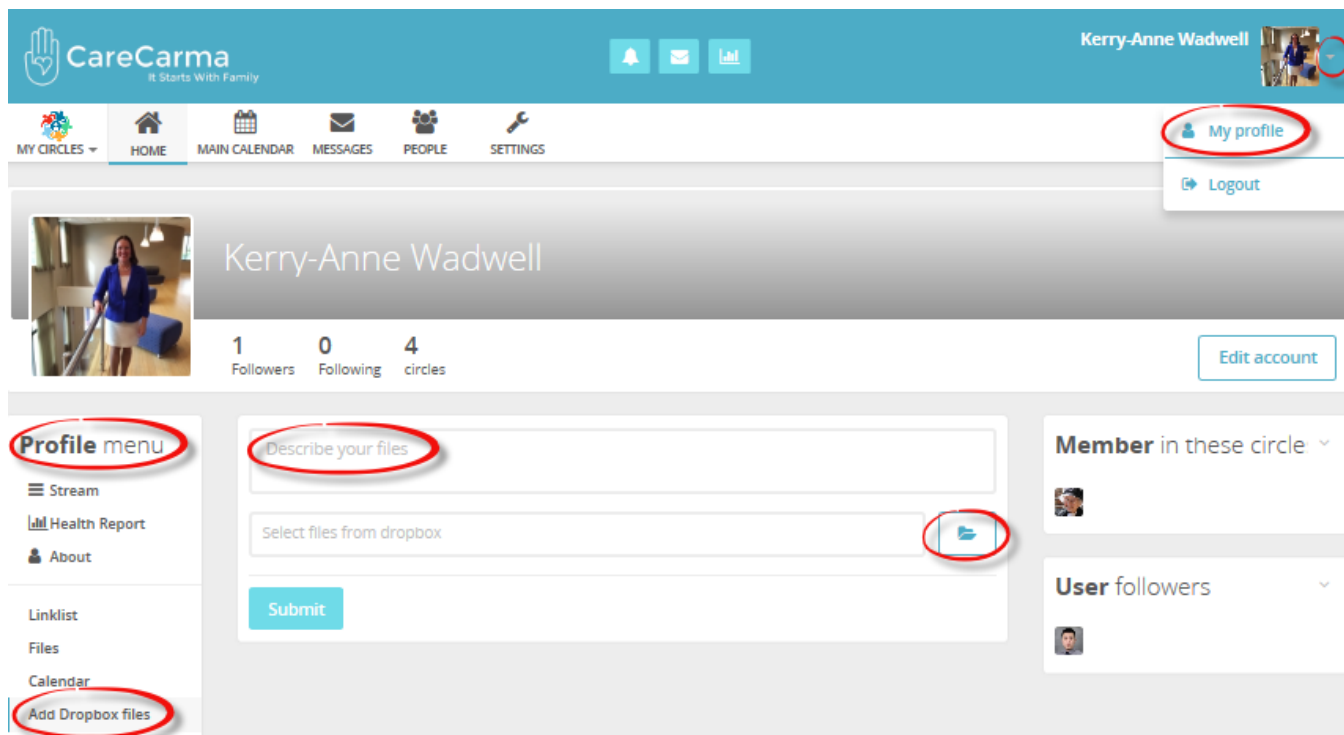 CareCarma
It Starts With Family
Kerry-Anne Wadwell
MY CIRCLES
HOME
MAIN CALENDAR
MESSAGES
PEOPLE
SETTINGS
My profile
Logout
Kerry-Anne Wadwell
1 0 4
Followers Following circles
Edit account
Profile menu
Stream
Health Report
About
Linklist
Files
Calendar
Add Dropbox files
Describe your files
Select files from dropbox
Submit
Member in these circle
User followers